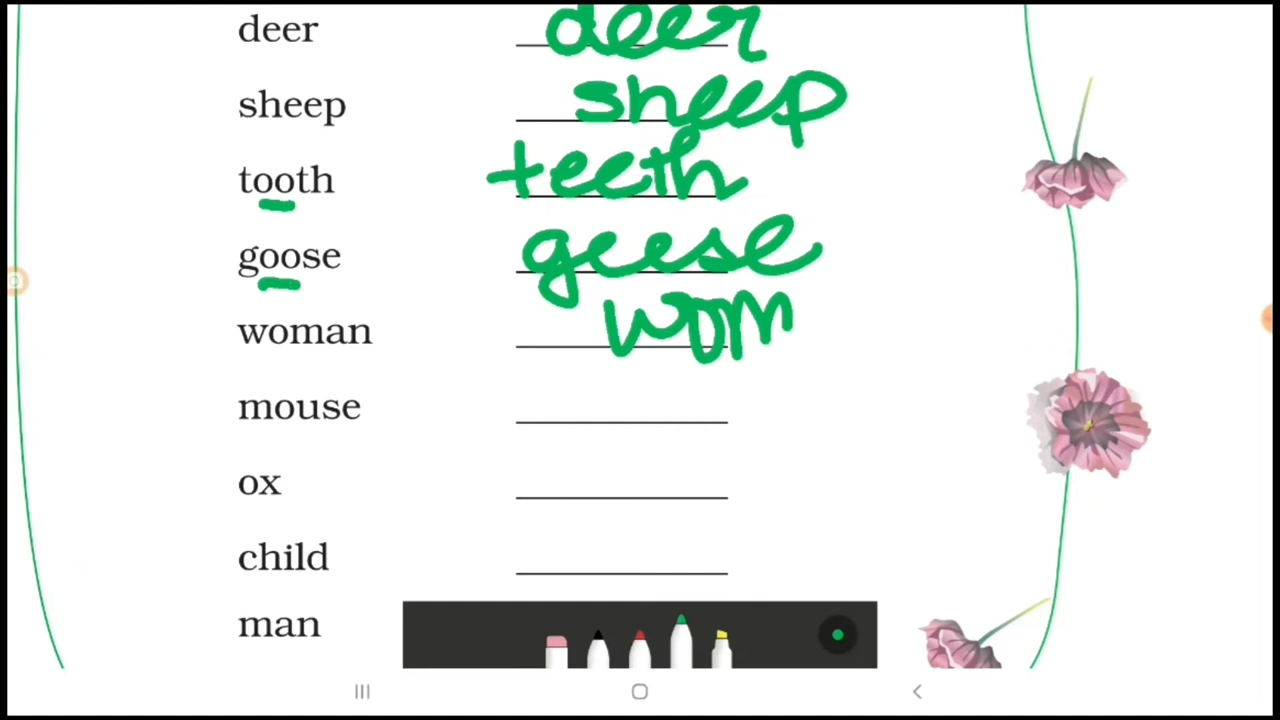 deer deer
sheep sheep
tooth teeth
goose geese
woman wom
mouse
ox
child
man